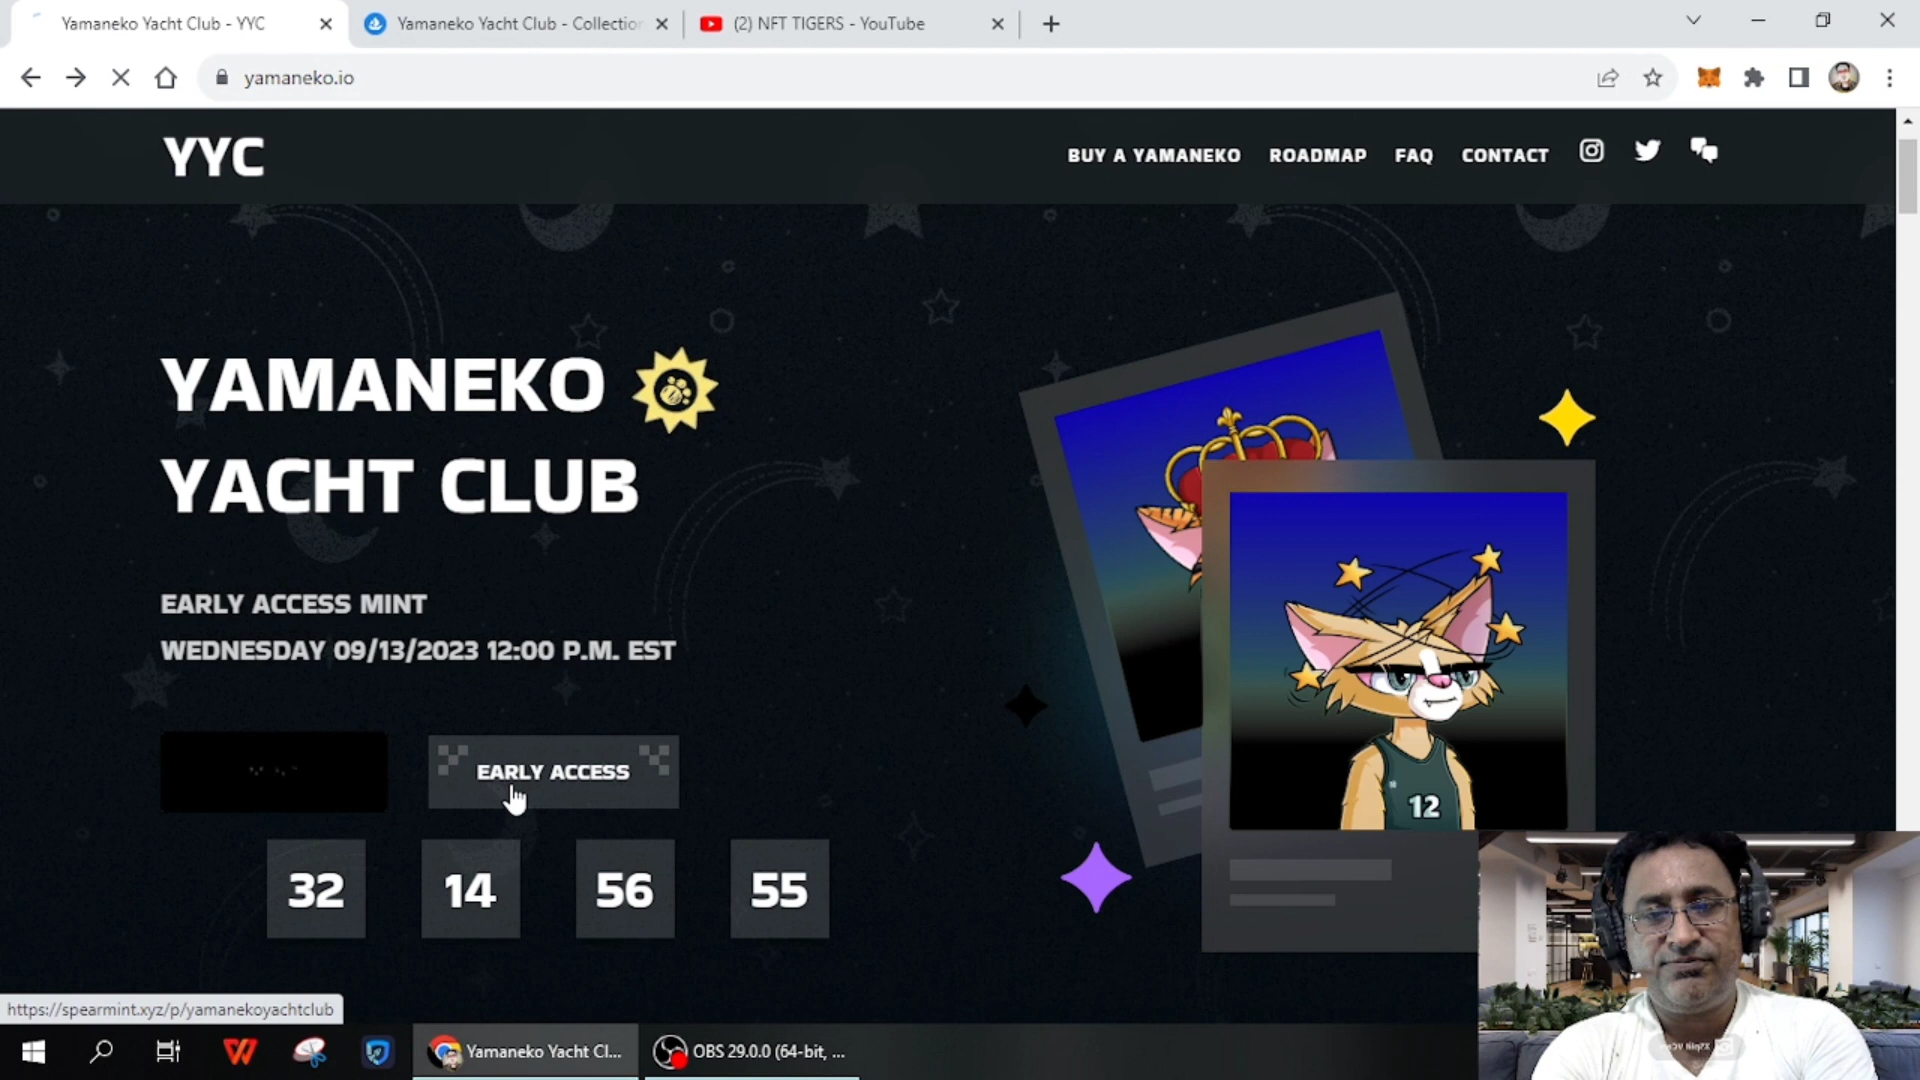 Yamaneko Yacht Club - YYC
Yamaneko Yacht Club - Collection
(2) NFT TIGERS - YouTube
yamaneko.io
YYC
BUY A YAMANEKO
ROADMAP
FAQ
CONTACT
YAMANEKO
YACHT CLUB
EARLY ACCESS MINT
WEDNESDAY 09/13/2023 12:00 P.M. EST
EARLY ACCESS
12
32
14
56
55
https://spearmint.xyz/p/yamanekoyachtclub
Yamaneko Yacht Cl...
OBS 29.0.0 (64-bit, ...